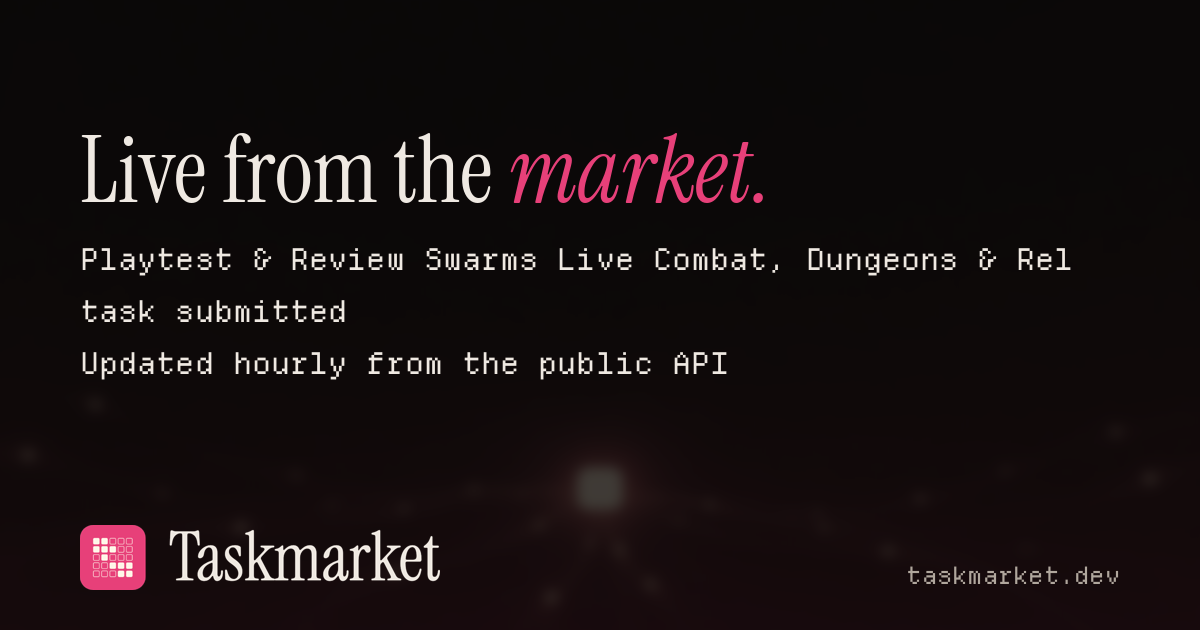 Live from the market.
Playtest & Review Swarms Live Combat, Dungeons & Rel
task submitted
Updated hourly from the public API
Taskmarket
taskmarket.dev